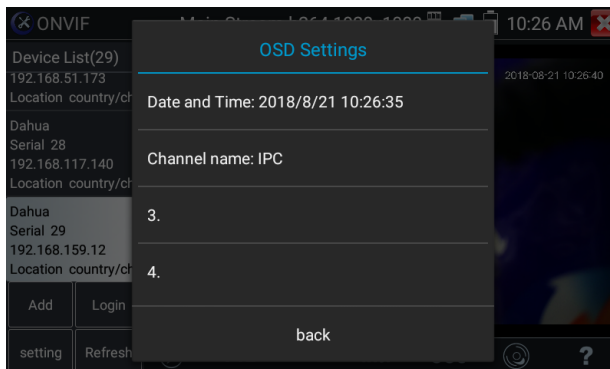 ONVIF
10:26 AM
Device List(29)
192.168.51.173
Location country/ch
Dahua
Serial 28
192.168.117.140
Location country/ch
Dahua
Serial 29
192.168.159.12
Location country/ch
Add
Login
setting
Refresh
OSD Settings
Date and Time: 2018/8/21 10:26:35
Channel name: IPC
3.
4.
back
2018-08-21 10:26:40
?